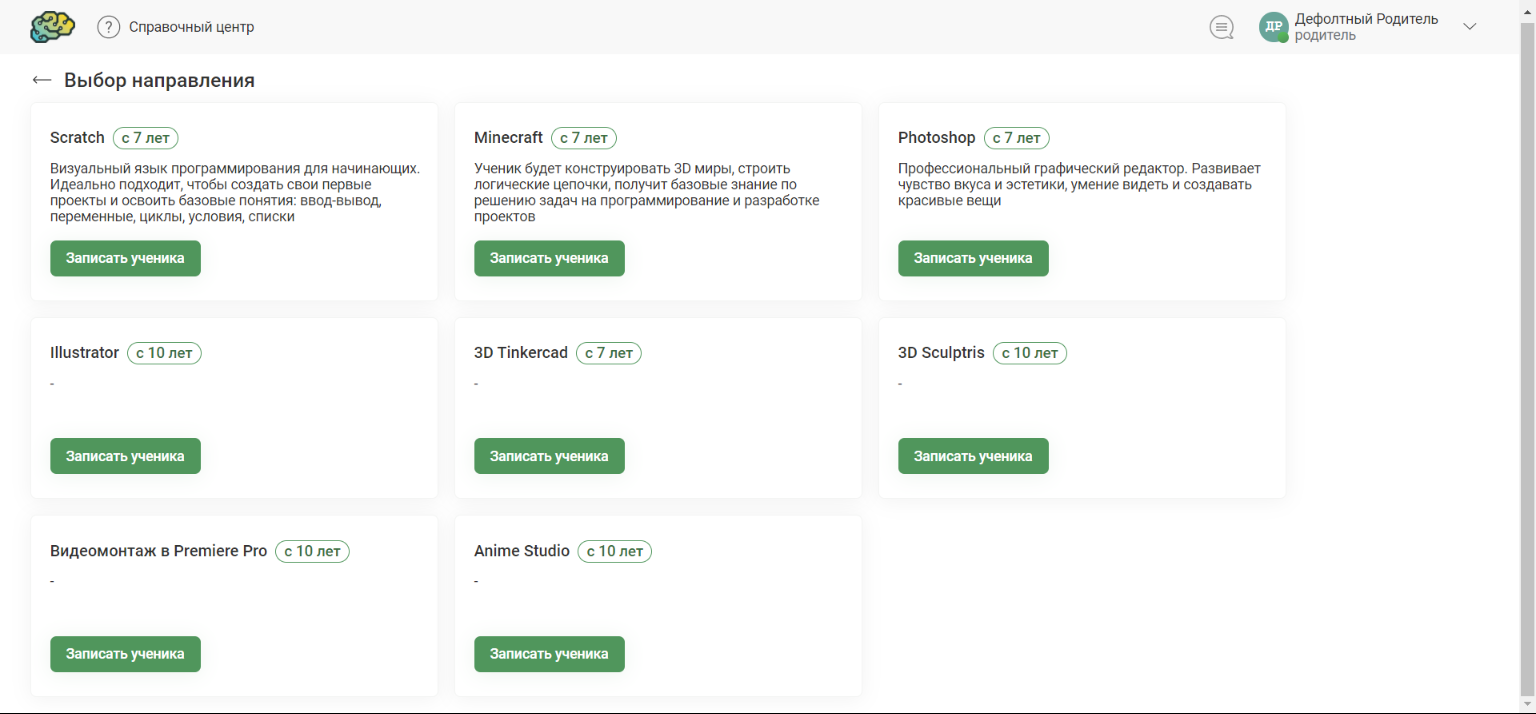 ? Справочный центр
ДР Дефолтный Родитель
родитель
← Выбор направления
Scratch с 7 лет
Визуальный язык программирования для начинающих.
Идеально подходит, чтобы создать свои первые
проекты и освоить базовые понятия: ввод-вывод,
переменные, циклы, условия, списки
Записать ученика
Minecraft с 7 лет
Ученик будет конструировать 3D миры, строить
логические цепочки, получит базовые знание по
решению задач на программирование и разработке
проектов
Записать ученика
Photoshop с 7 лет
Профессиональный графический редактор. Развивает
чувство вкуса и эстетики, умение видеть и создавать
красивые вещи
Записать ученика
Illustrator с 10 лет
-
Записать ученика
3D Tinkercad с 7 лет
-
Записать ученика
3D Sculptris с 10 лет
-
Записать ученика
Видеомонтаж в Premiere Pro с 10 лет
-
Записать ученика
Anime Studio с 10 лет
-
Записать ученика